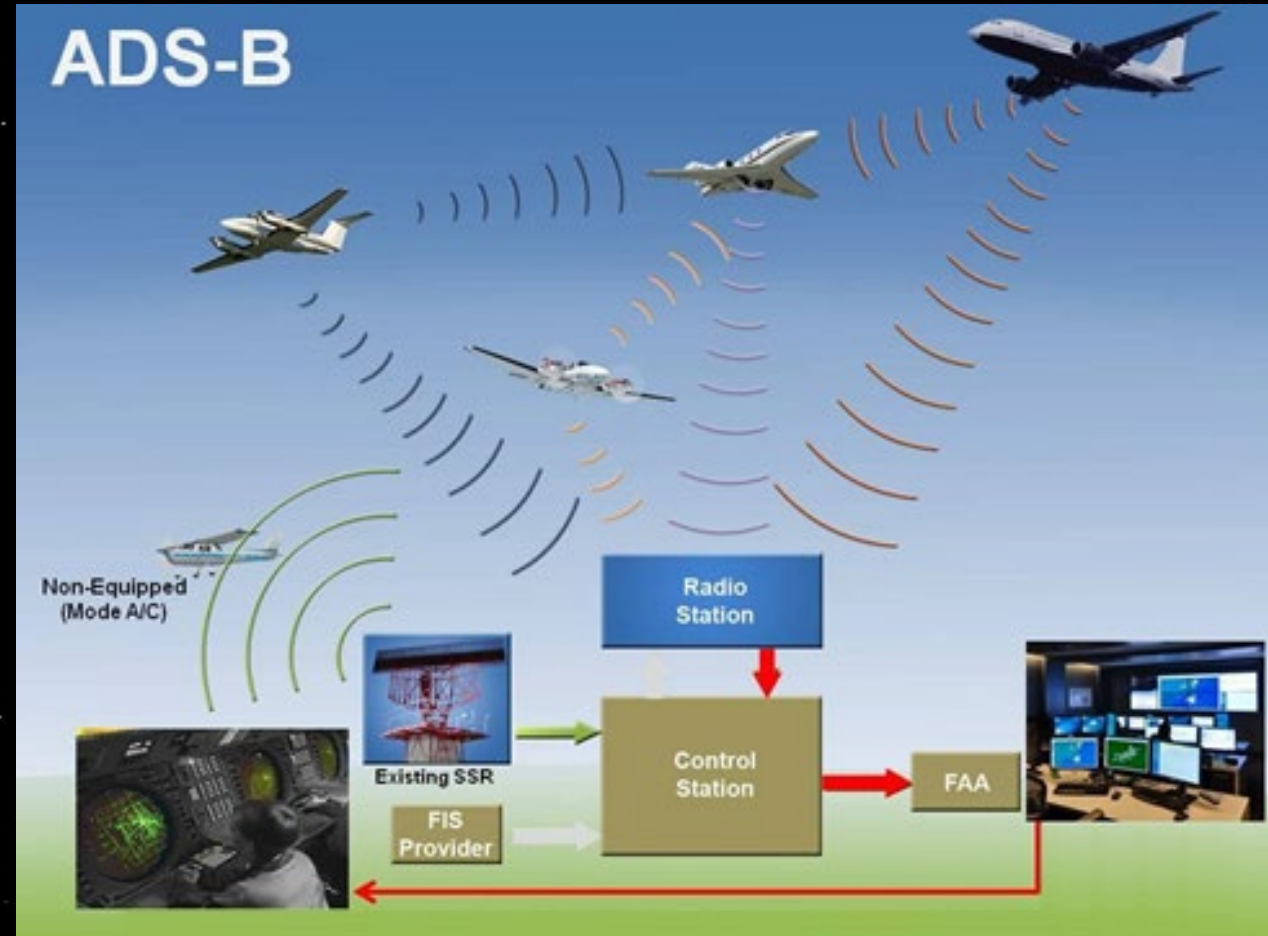 ADS-B
Non-Equipped
(Mode A/C)
Radio
Station
Existing SSR
Control
Station
FAA
FIS
Provider